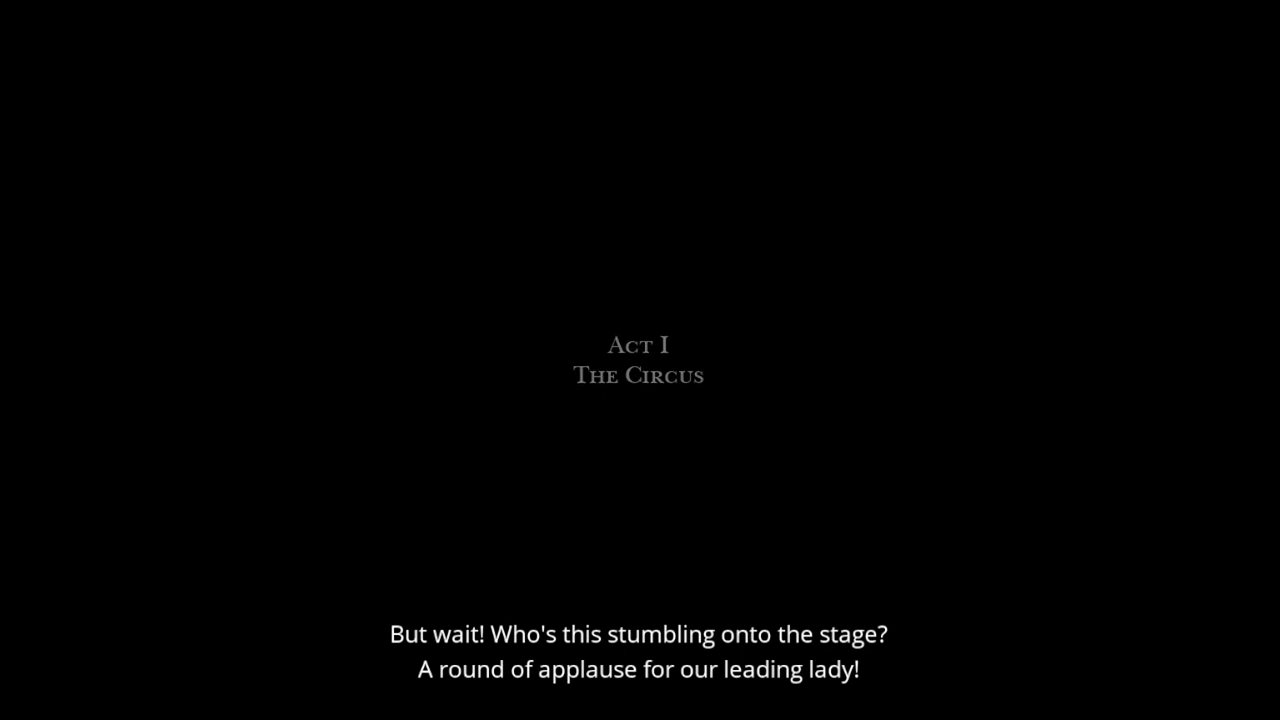 Act I
The Circus
But wait! Who's this stumbling onto the stage?
A round of applause for our leading lady!